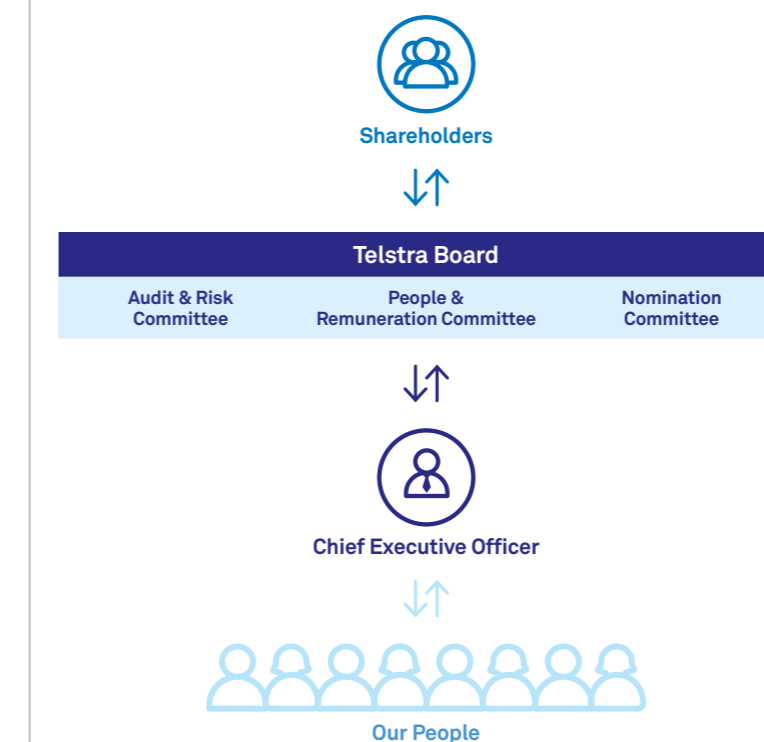 Shareholders
Telstra Board
Audit & Risk
Committee
People &
Remuneration Committee
Nomination
Committee
Chief Executive Officer
Our People